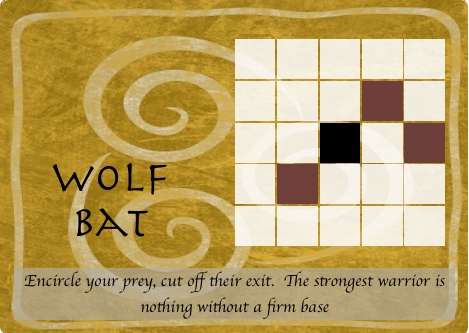 WOLF
BAT
Encircle your prey, cut off their exit.  The strongest warrior is
nothing without a firm base